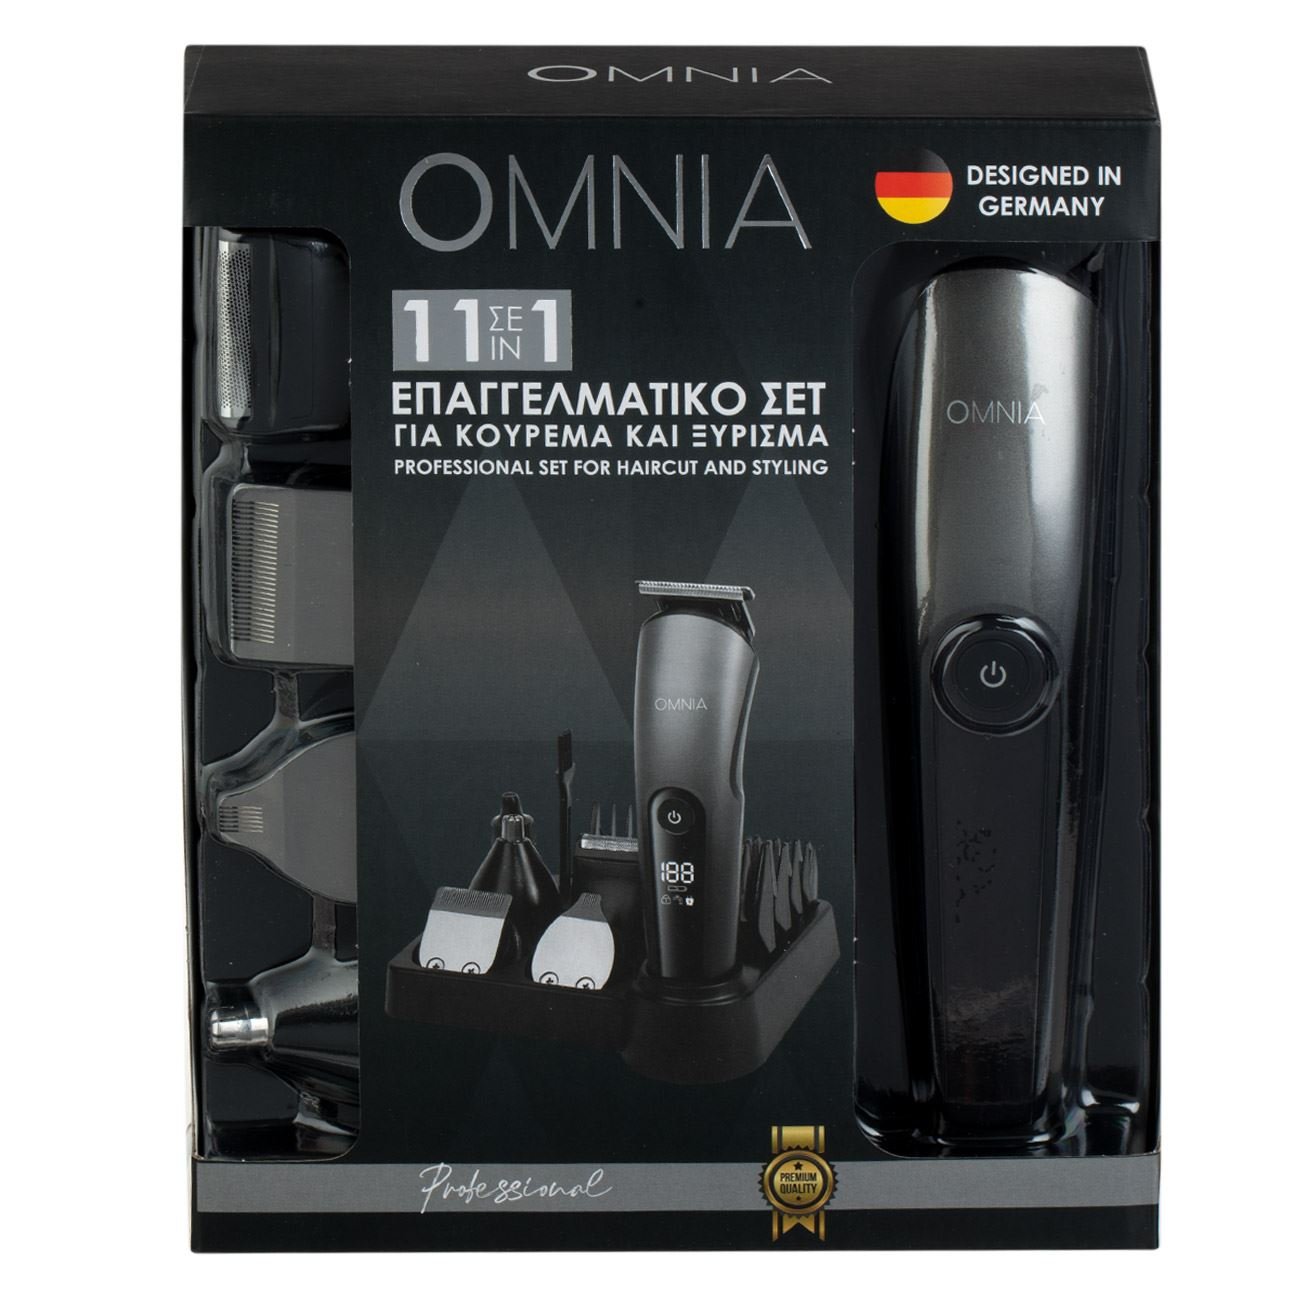 OMNIA
OMNIA
DESIGNED IN
GERMANY
11 ΣΕ IN 1
ΕΠΑΓΓΕΛΜΑΤΙΚΟ ΣΕΤ
ΓΙΑ ΚΟΥΡΕΜΑ ΚΑΙ ΞΥΡΙΣΜΑ
PROFESSIONAL SET FOR HAIRCUT AND STYLING
OMNIA
OMNIA
188
Professional
PREMIUM
QUALITY